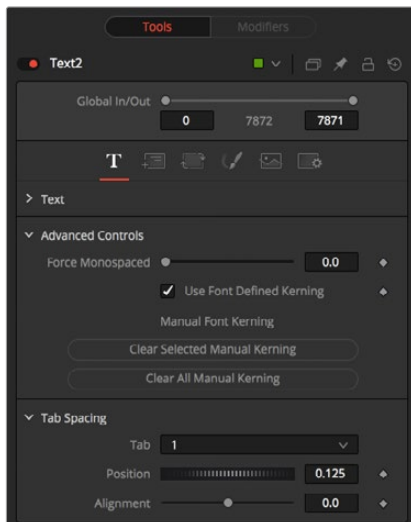 Tools Modifiers
Text2
Global In/Out
0 7872 7871
T
Text
Advanced Controls
Force Monospaced 0.0
Use Font Defined Kerning
Manual Font Kerning
Clear Selected Manual Kerning
Clear All Manual Kerning
Tab Spacing
Tab 1
Position 0.125
Alignment 0.0